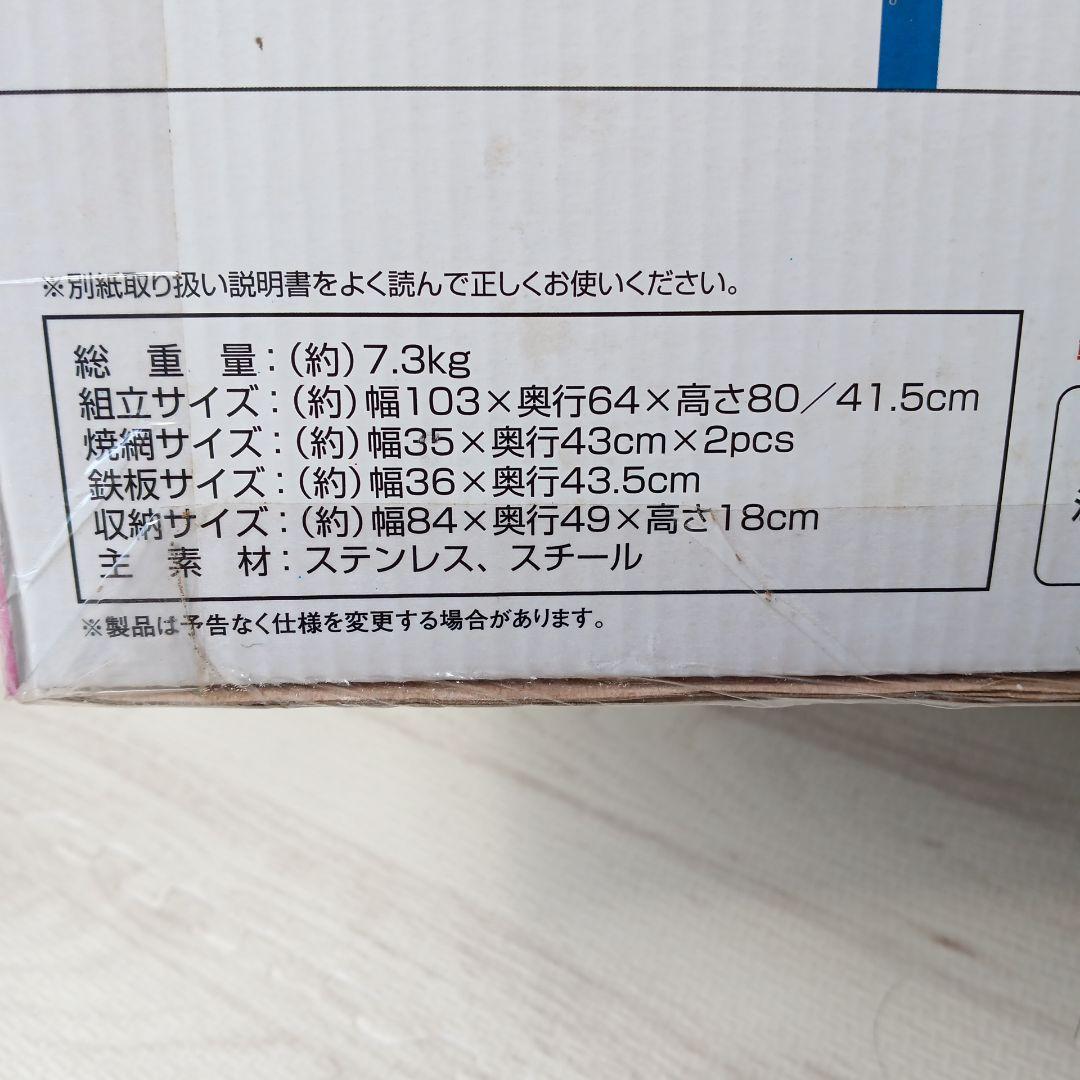 ※別紙取り扱い説明書をよく読んで正しくお使いください。
総重量：（約）7.3kg
組立サイズ：（約）幅103×奥行64×高さ80／41.5cm
焼網サイズ：（約）幅35×奥行43cm×2pcs
鉄板サイズ：（約）幅36×奥行43.5cm
収納サイズ：（約）幅84×奥行49×高さ18cm
主素材：ステンレス、スチール
※製品は予告なく仕様を変更する場合があります。